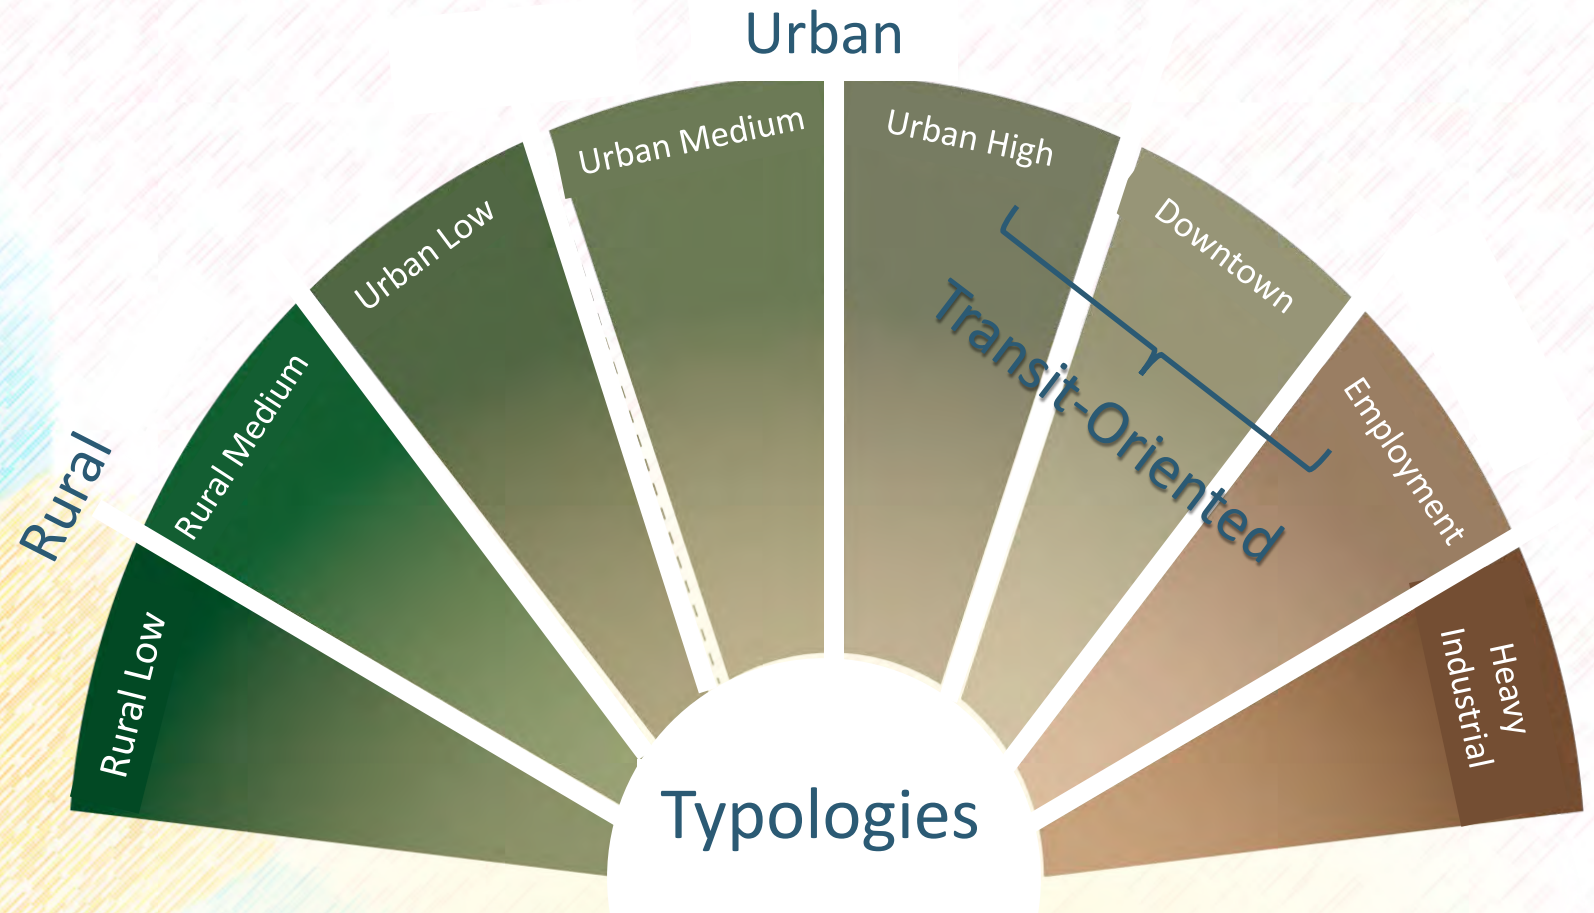 Urban
Rural
Rural Low
Rural Medium
Urban Low
Urban Medium
Urban High
Downtown
Employment
Heavy
Industrial
Transit-Oriented
Typologies